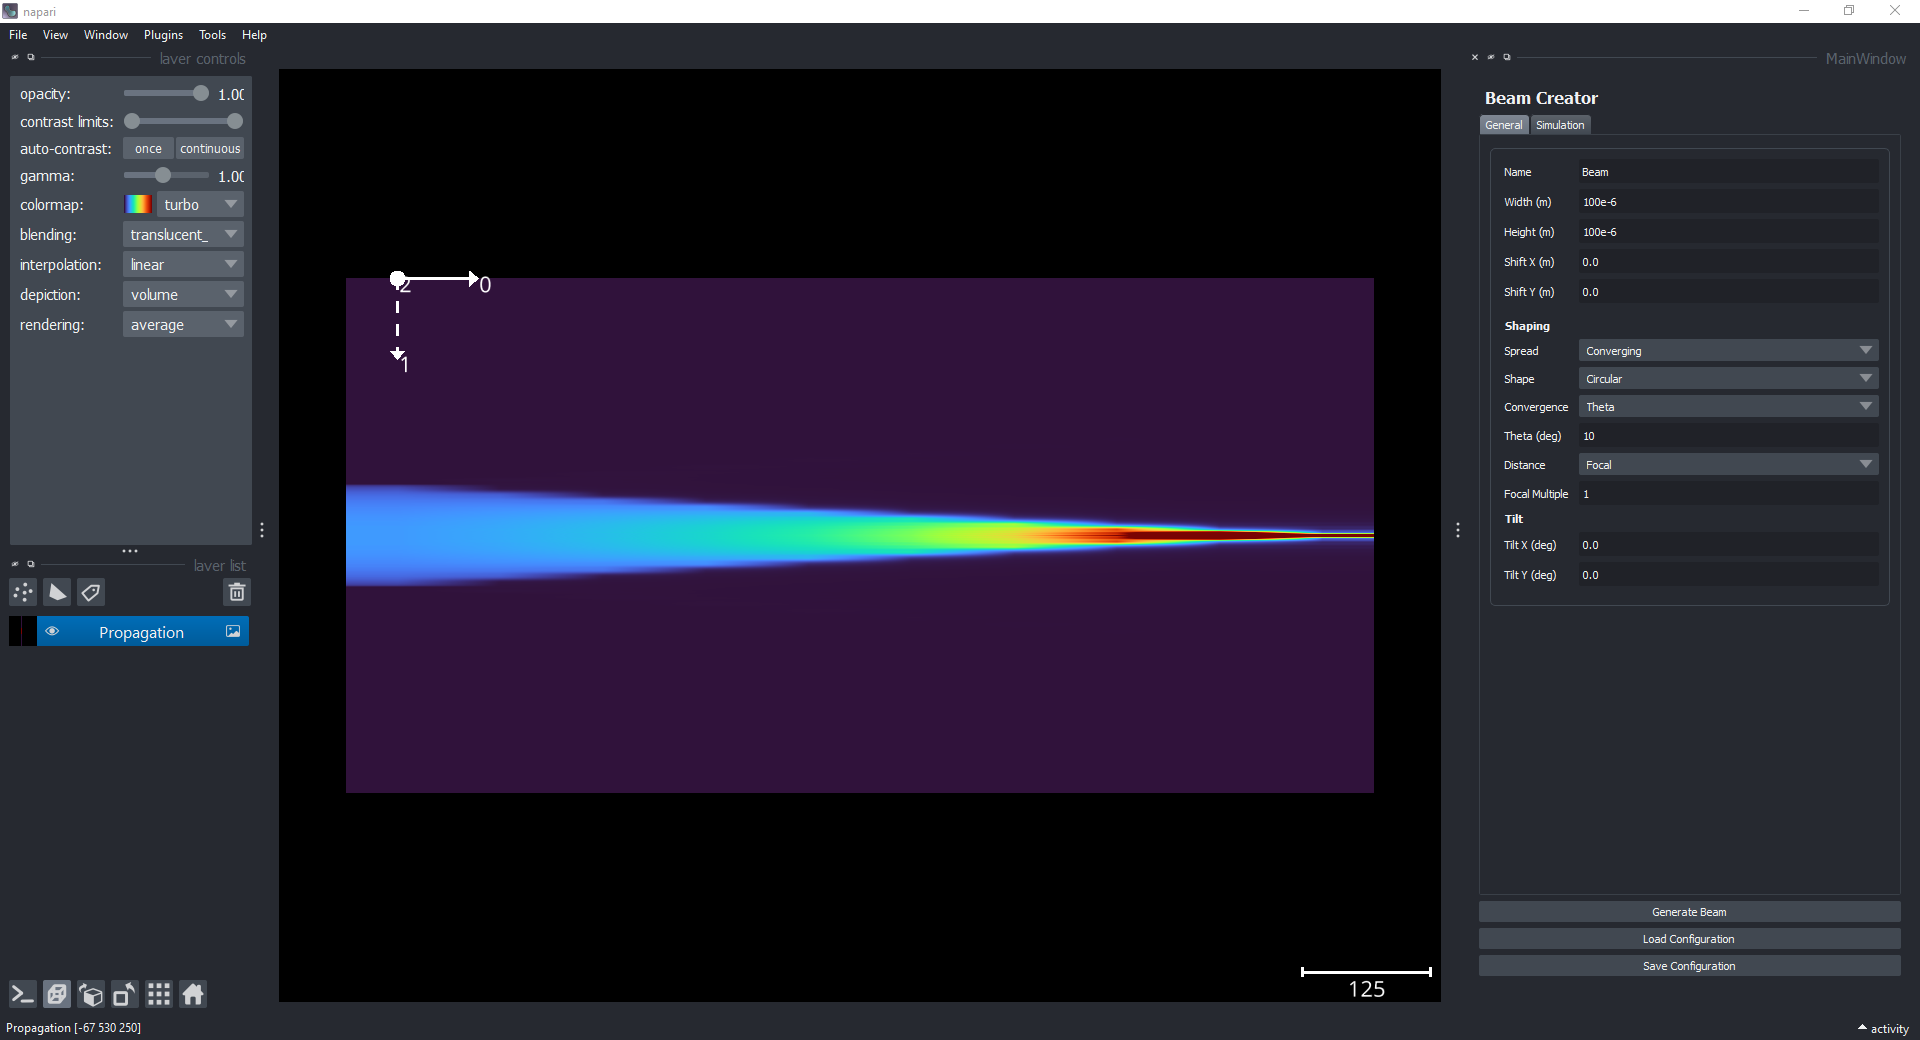 napari
File View Window Plugins Tools Help
layer controls
opacity: 1.00
contrast limits:
auto-contrast: once continuous
gamma: 1.00
colormap: turbo
blending: translucent_
interpolation: linear
depiction: volume
rendering: average
layer list
Propagation
2 0
1
125
MainWindow
Beam Creator
General Simulation
Name Beam
Width (m) 100e-6
Height (m) 100e-6
Shift X (m) 0.0
Shift Y (m) 0.0
Shaping
Spread Converging
Shape Circular
Convergence Theta
Theta (deg) 10
Distance Focal
Focal Multiple 1
Tilt
Tilt X (deg) 0.0
Tilt Y (deg) 0.0
Generate Beam
Load Configuration
Save Configuration
Propagation [-67 530 250]
activity